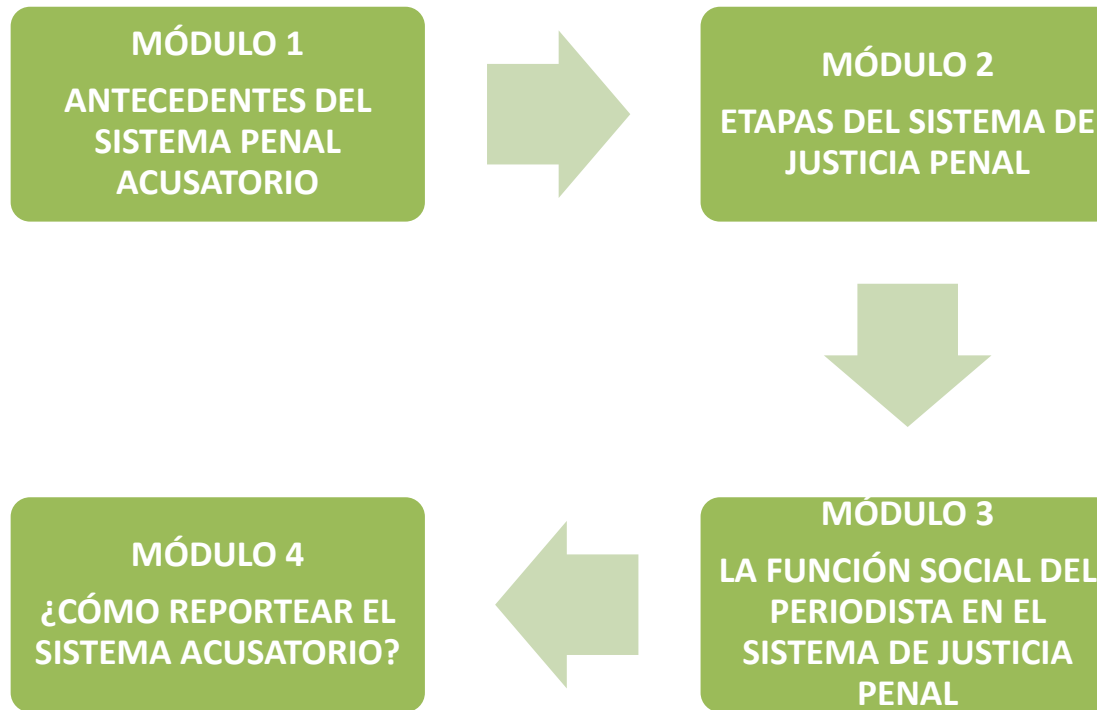 MÓDULO 1
ANTECEDENTES DEL
SISTEMA PENAL
ACUSATORIO
MÓDULO 2
ETAPAS DEL SISTEMA DE
JUSTICIA PENAL
MÓDULO 3
LA FUNCIÓN SOCIAL DEL
PERIODISTA EN EL
SISTEMA DE JUSTICIA
PENAL
MÓDULO 4
¿CÓMO REPORTEAR EL
SISTEMA ACUSATORIO?